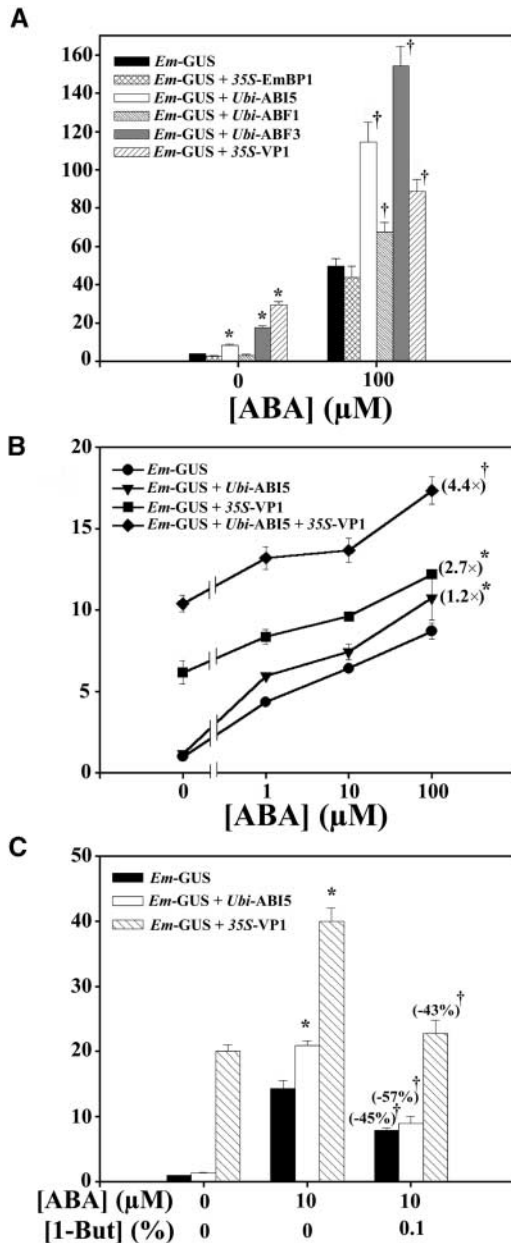 A
160
140
120
100
80
60
40
20
0
Em-GUS
Em-GUS + 35S-EmBP1
Em-GUS + Ubi-ABI5
Em-GUS + Ubi-ABF1
Em-GUS + Ubi-ABF3
Em-GUS + 35S-VP1
* * *
† † † †
0 100
[ABA] (µM)
B
20
15
10
5
0
Em-GUS
Em-GUS + Ubi-ABI5
Em-GUS + 35S-VP1
Em-GUS + Ubi-ABI5 + 35S-VP1
(4.4×)†
(2.7×)*
(1.2×)*
0 1 10 100
[ABA] (µM)
C
50
40
30
20
10
0
Em-GUS
Em-GUS + Ubi-ABI5
Em-GUS + 35S-VP1
* *
(-43%)†
(-57%)†
(-45%)†
[ABA] (µM) 0 10 10
[1-But] (%) 0 0 0.1